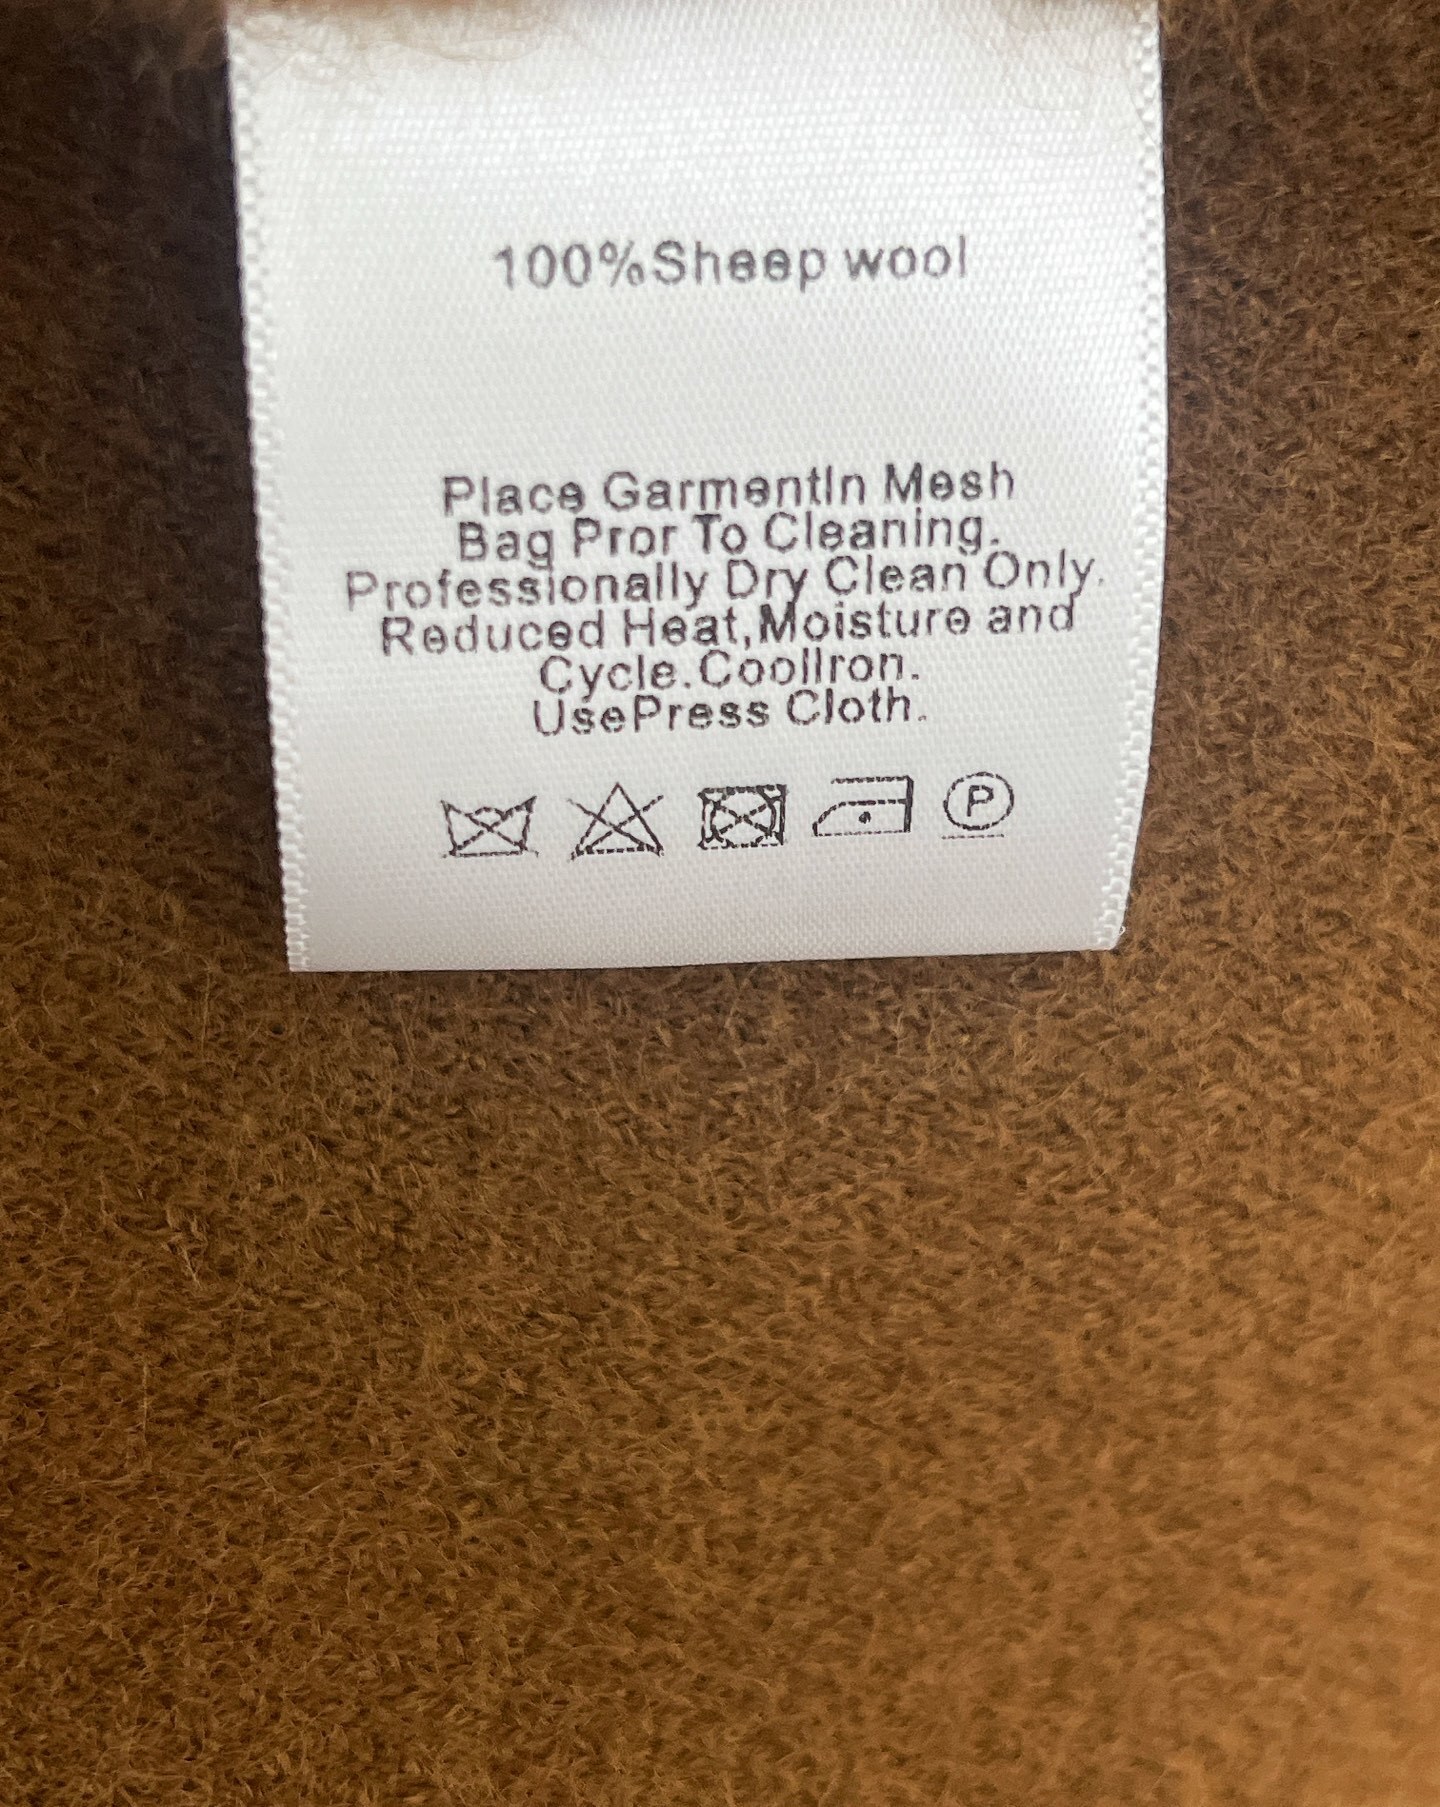 100%Sheep wool
Place GarmentIn Mesh
Bag Pror To Cleaning.
Professionally Dry Clean Only.
Reduced Heat,Moisture and
Cycle.CoolIron.
UsePress Cloth.
P